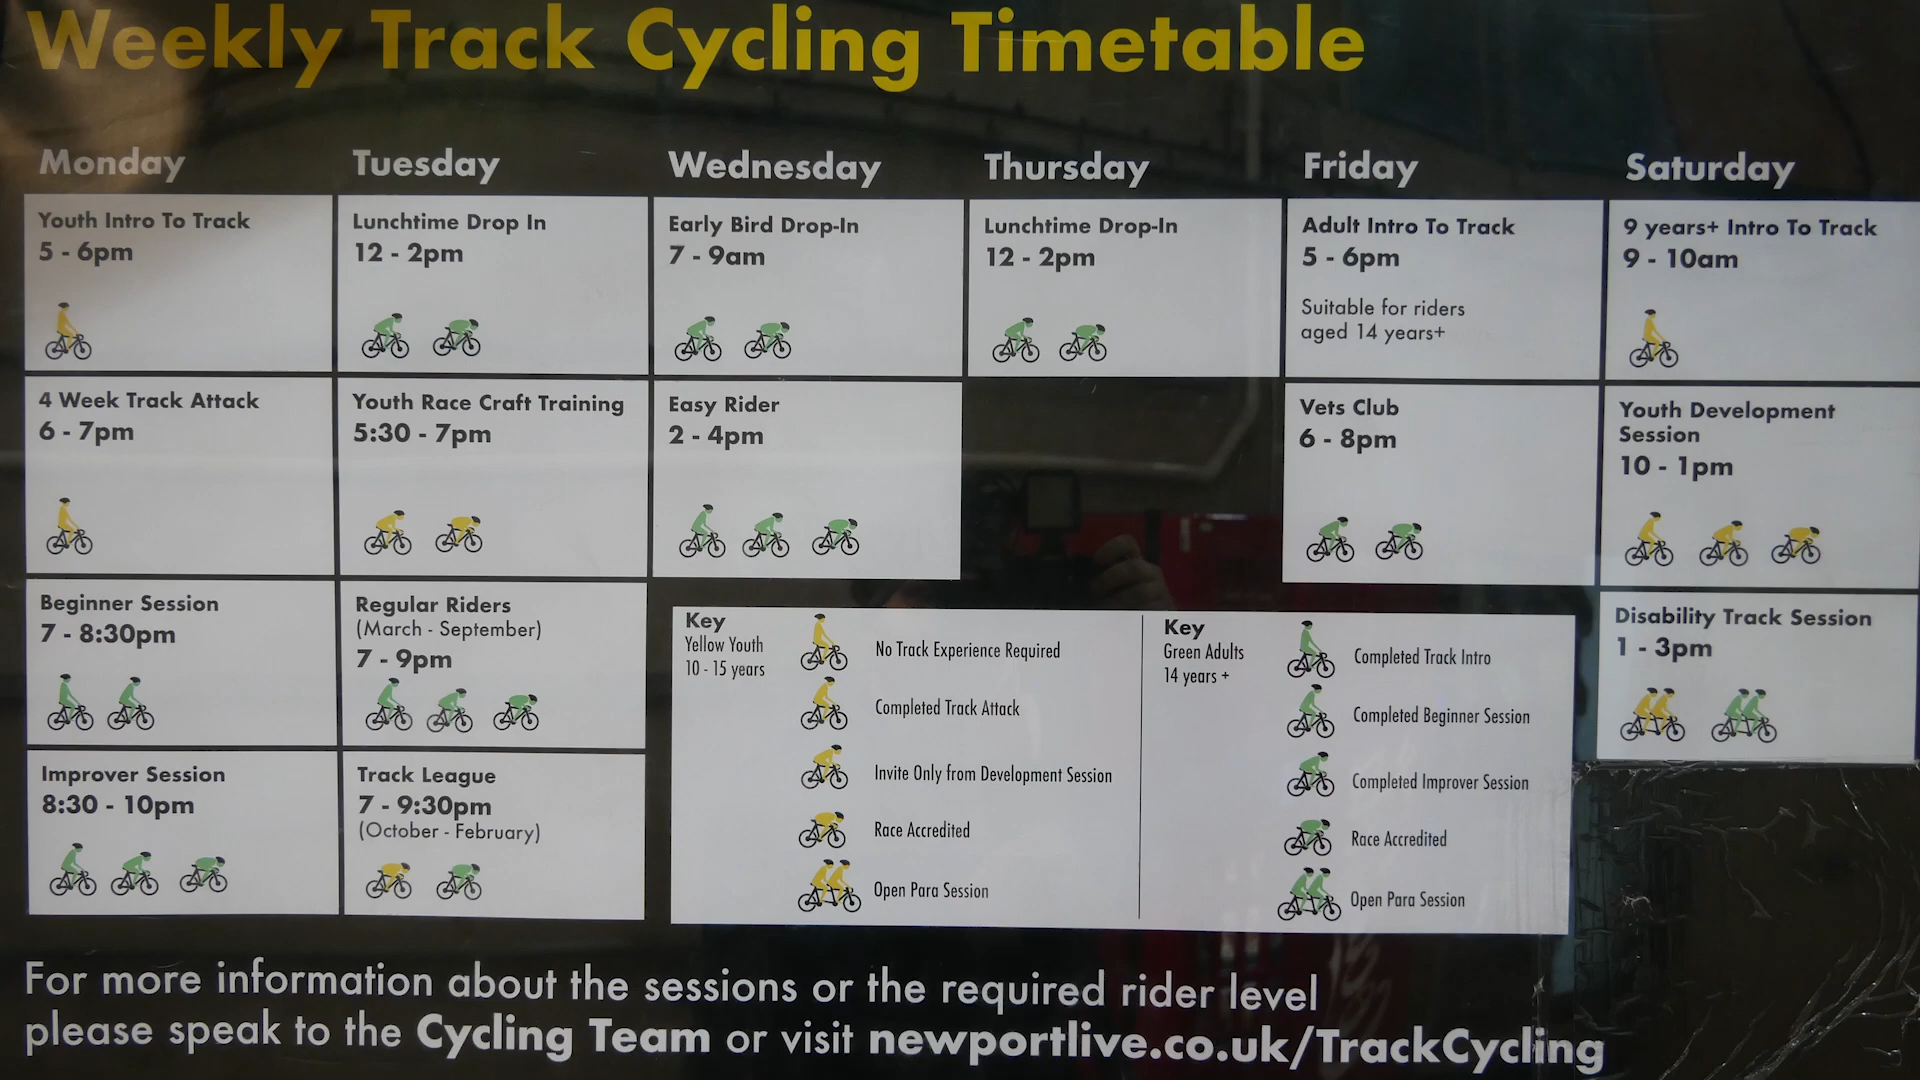 Weekly Track Cycling Timetable
Monday
Youth Intro To Track
5 - 6pm
4 Week Track Attack
6 - 7pm
Beginner Session
7 - 8:30pm
Improver Session
8:30 - 10pm
Tuesday
Lunchtime Drop In
12 - 2pm
Youth Race Craft Training
5:30 - 7pm
Regular Riders
(March - September)
7 - 9pm
Track League
7 - 9:30pm
(October - February)
Wednesday
Early Bird Drop-In
7 - 9am
Easy Rider
2 - 4pm
Thursday
Lunchtime Drop-In
12 - 2pm
Friday
Adult Intro To Track
5 - 6pm
Suitable for riders
aged 14 years+
Vets Club
6 - 8pm
Saturday
9 years+ Intro To Track
9 - 10am
Youth Development
Session
10 - 1pm
Disability Track Session
1 - 3pm
Key
Yellow Youth
10 - 15 years
No Track Experience Required
Completed Track Attack
Invite Only from Development Session
Race Accredited
Open Para Session
Key
Green Adults
14 years +
Completed Track Intro
Completed Beginner Session
Completed Improver Session
Race Accredited
Open Para Session
For more information about the sessions or the required rider level
please speak to the Cycling Team or visit newportlive.co.uk/TrackCycling